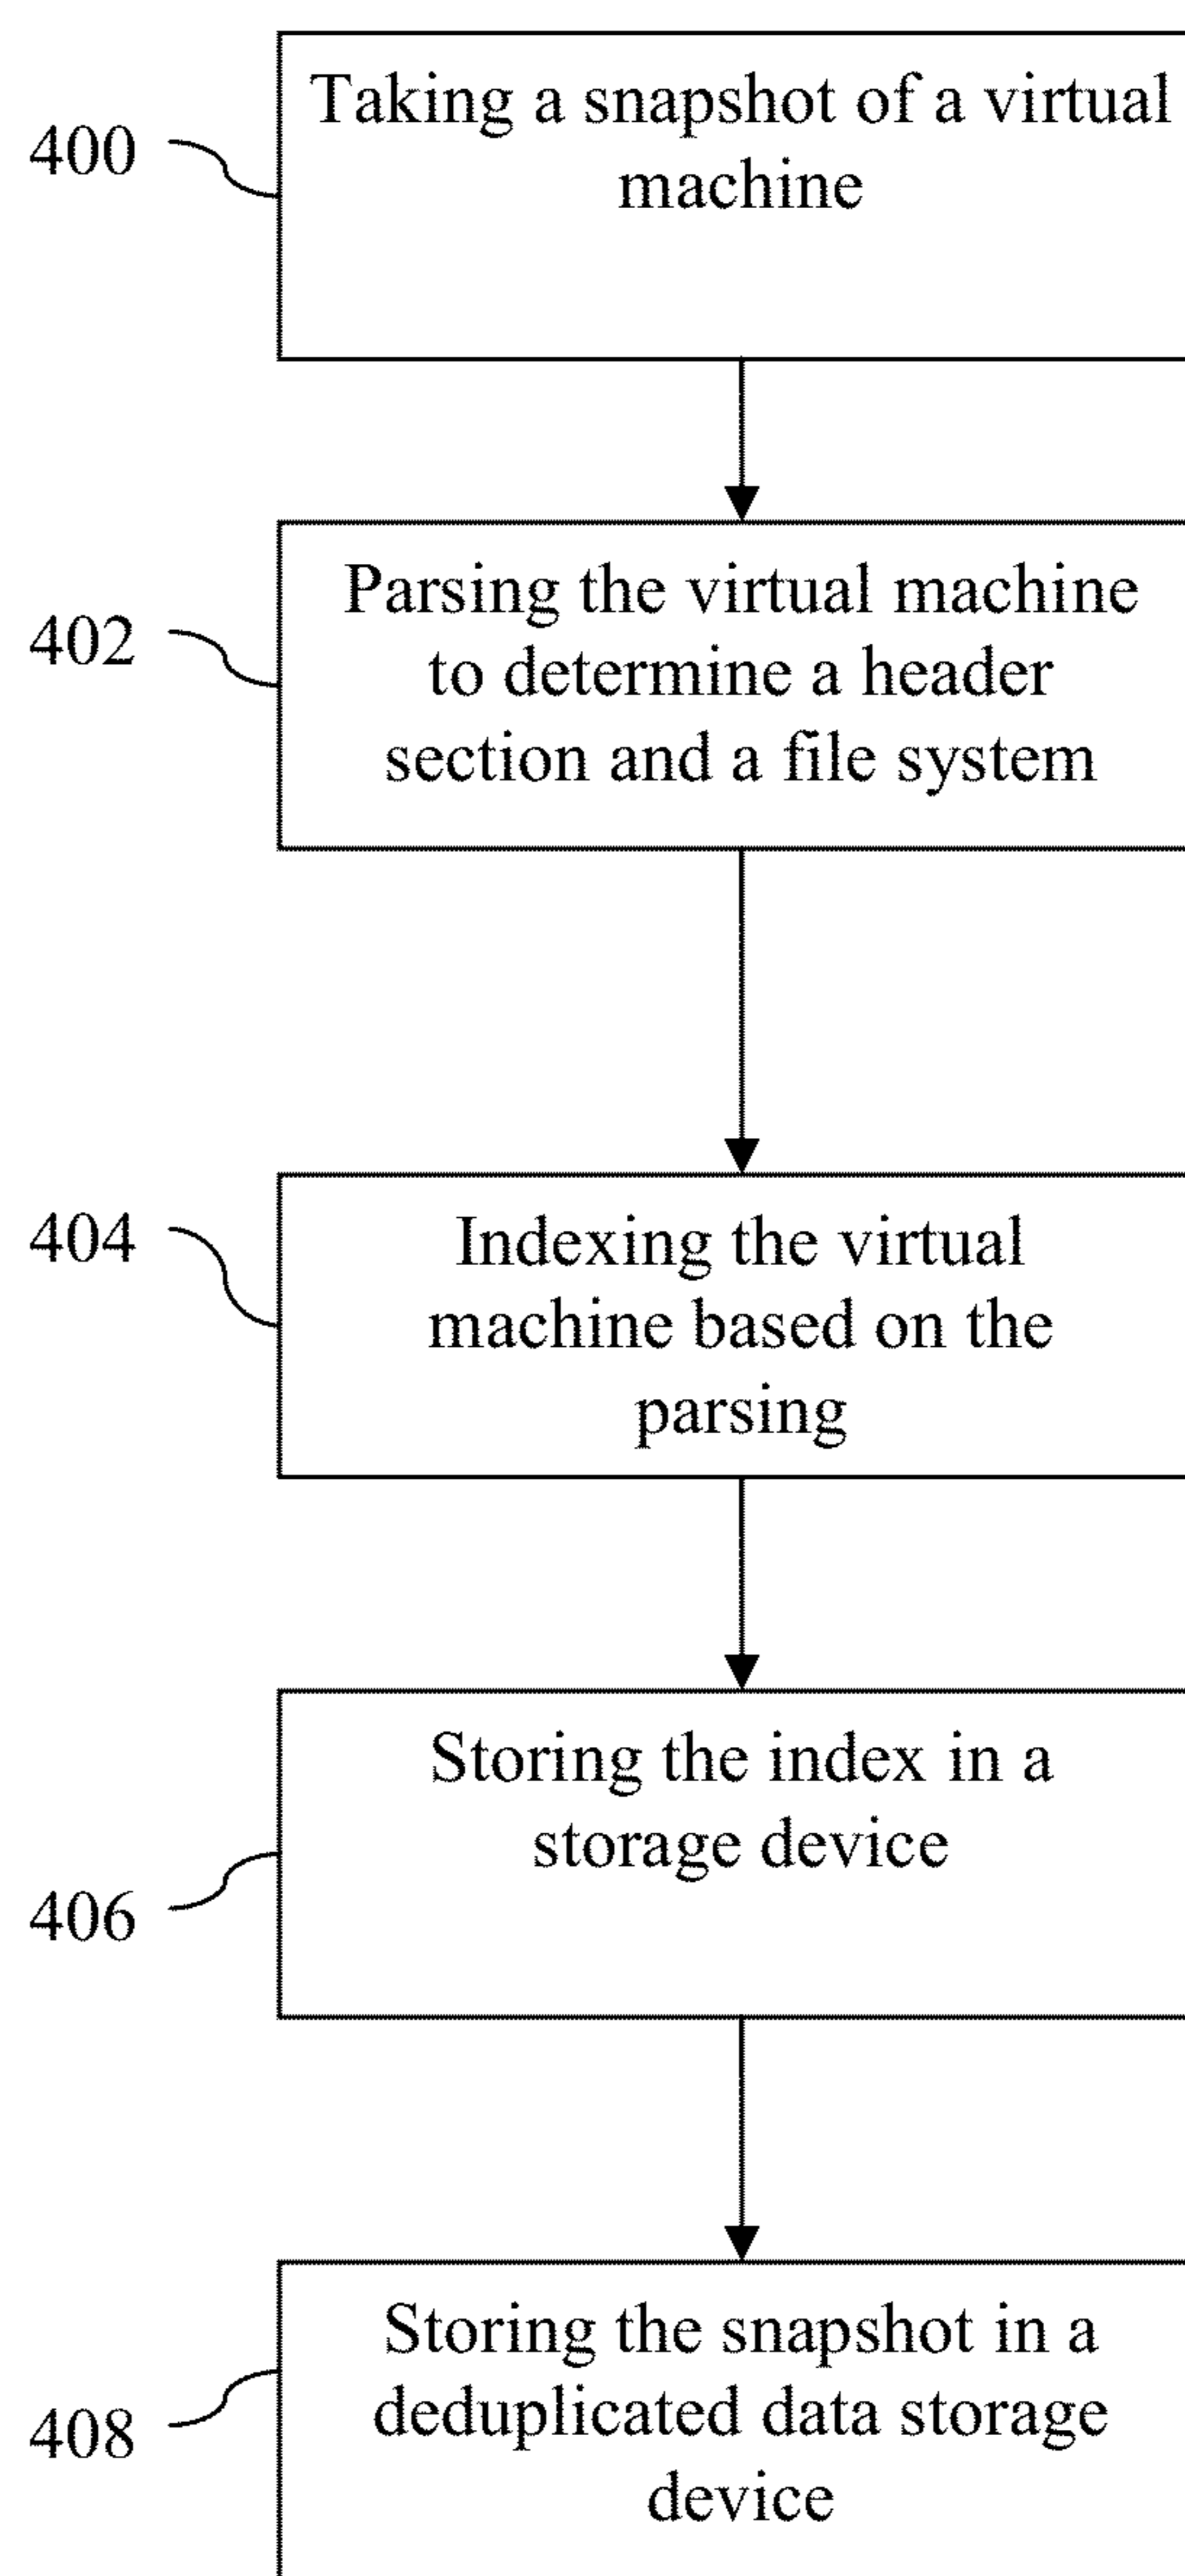 Taking a snapshot of a virtual
machine
400
Parsing the virtual machine
to determine a header
section and a file system
402
Indexing the virtual
machine based on the
parsing
404
Storing the index in a
storage device
406
Storing the snapshot in a
deduplicated data storage
device
408